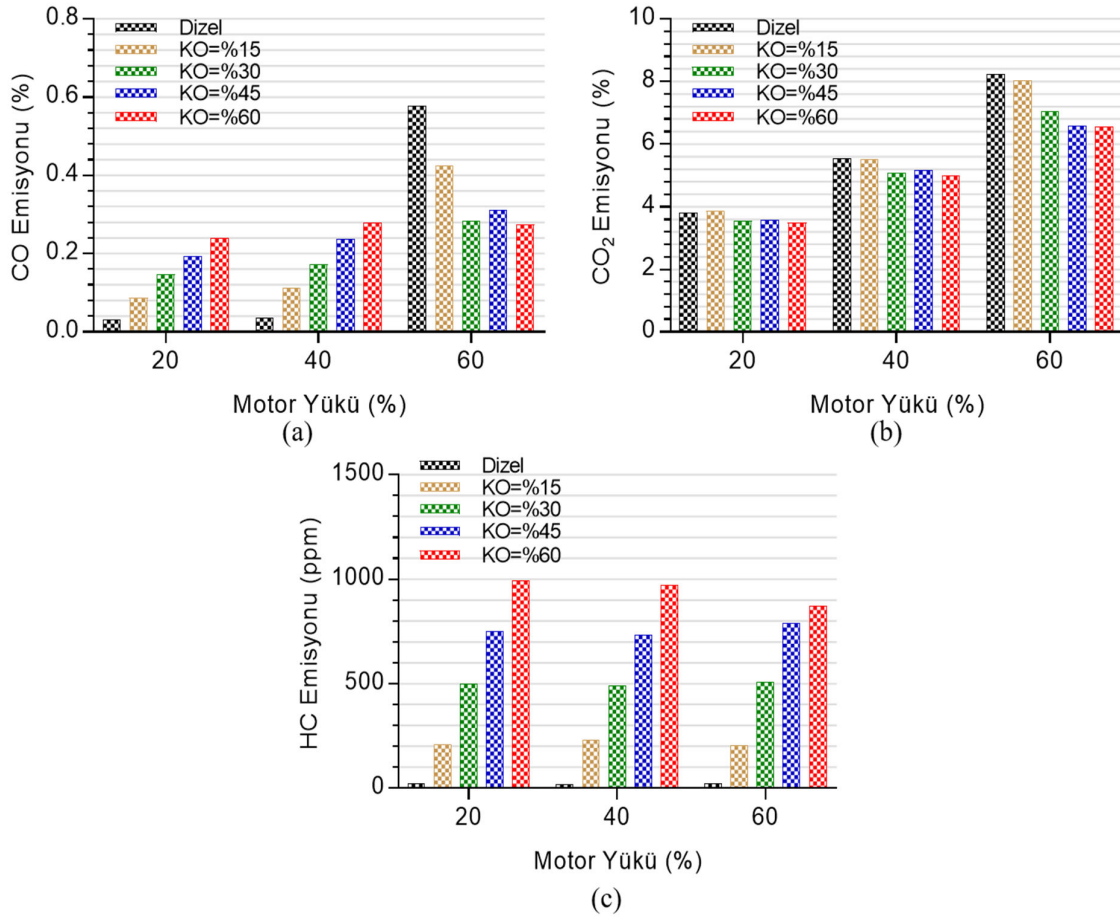 CO Emisyonu (%)
0.8
0.6
0.4
0.2
0.0
Dizel
KO=%15
KO=%30
KO=%45
KO=%60
20 40 60
Motor Yükü (%)
(a)
CO₂ Emisyonu (%)
10
8
6
4
2
0
Dizel
KO=%15
KO=%30
KO=%45
KO=%60
20 40 60
Motor Yükü (%)
(b)
HC Emisyonu (ppm)
1500
1000
500
0
Dizel
KO=%15
KO=%30
KO=%45
KO=%60
20 40 60
Motor Yükü (%)
(c)